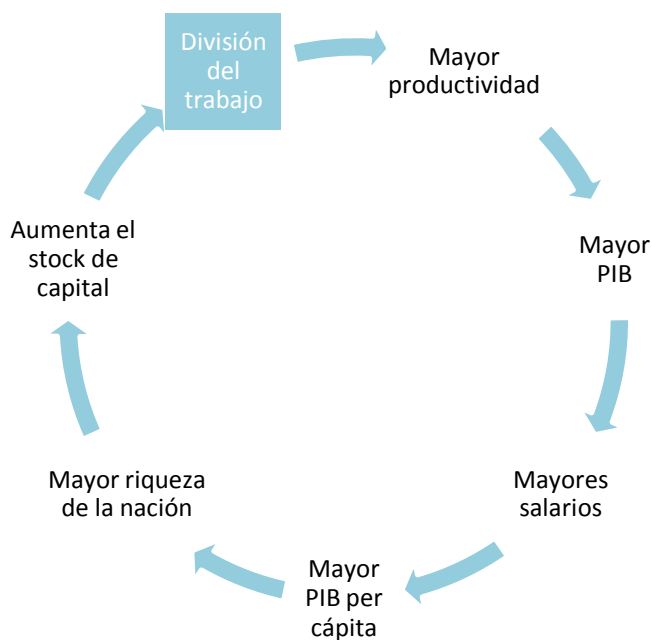 División
del
trabajo
Mayor
productividad
Mayor
PIB
Mayores
salarios
Mayor
PIB per
cápita
Mayor riqueza
de la nación
Aumenta el
stock de
capital